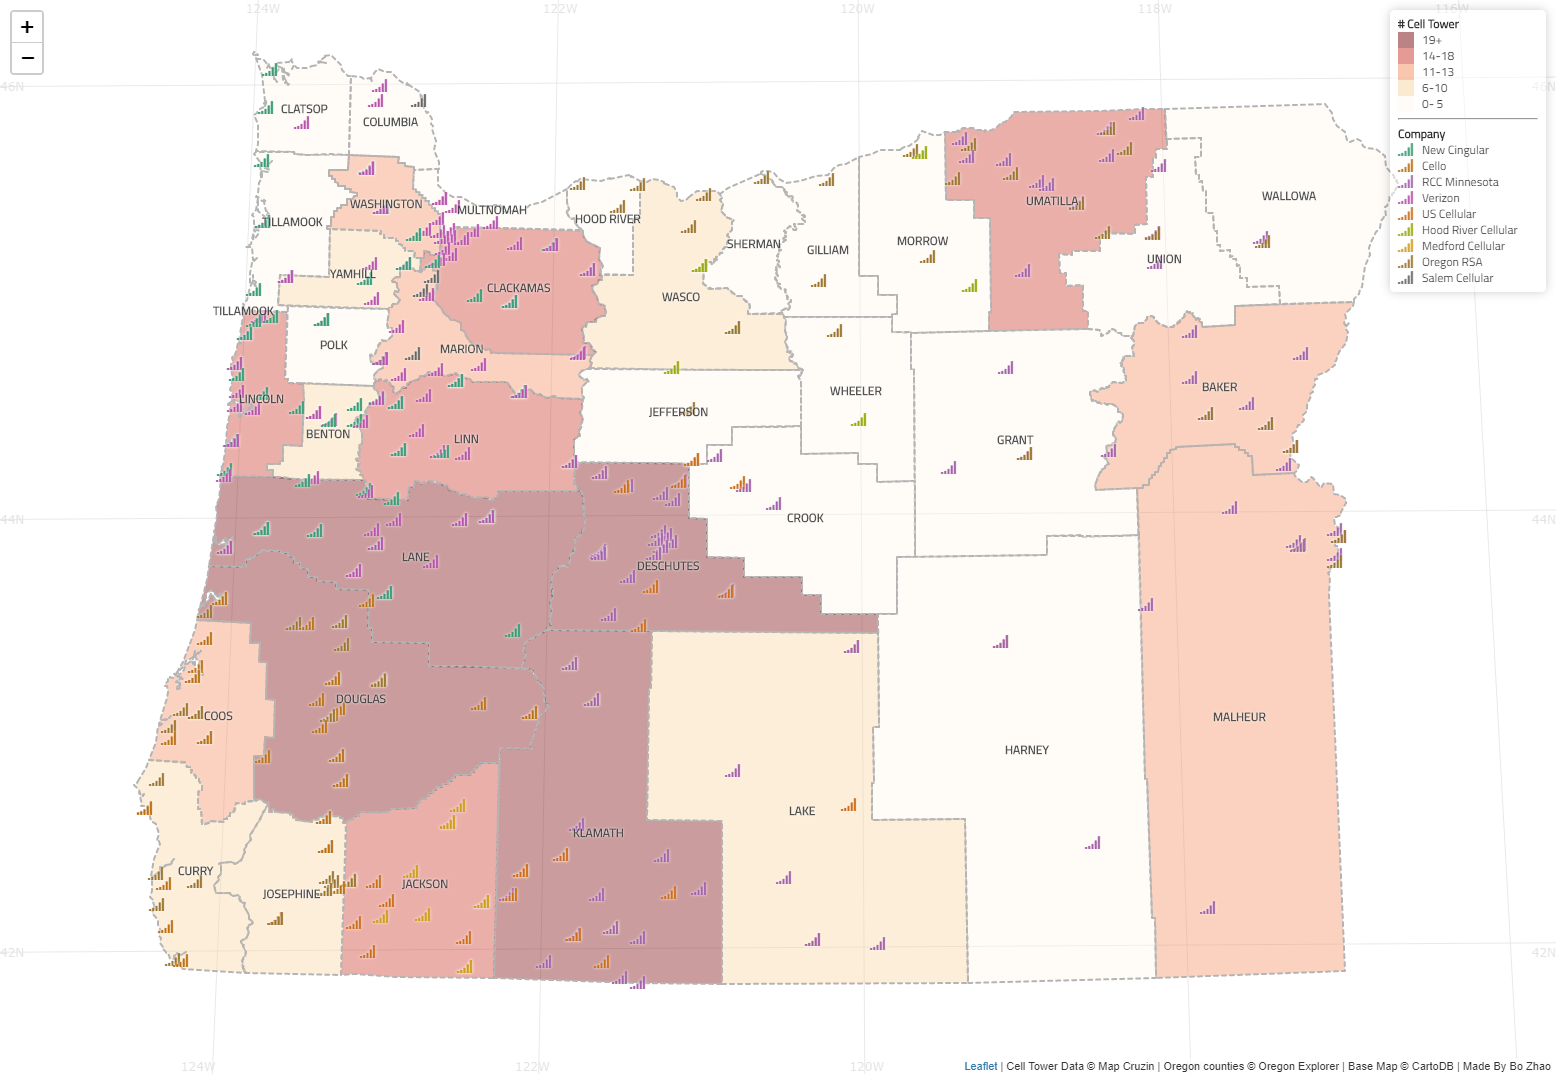 124W
122W
120W
118W
116W
+
−
46N
46N
# Cell Tower
19+
14-18
11-13
6-10
0- 5
Company
New Cingular
Cello
RCC Minnesota
Verizon
US Cellular
Hood River Cellular
Medford Cellular
Oregon RSA
Salem Cellular
CLATSOP
COLUMBIA
WASHINGTON
MULTNOMAH
HOOD RIVER
TILLAMOOK
SHERMAN
GILLIAM
MORROW
UMATILLA
WALLOWA
UNION
YAMHILL
CLACKAMAS
WASCO
TILLAMOOK
POLK
MARION
WHEELER
BAKER
LINCOLN
JEFFERSON
BENTON
LINN
GRANT
44N
CROOK
44N
LANE
DESCHUTES
DOUGLAS
COOS
MALHEUR
HARNEY
LAKE
KLAMATH
CURRY
JOSEPHINE
JACKSON
42N
42N
124W
122W
120W
Leaflet | Cell Tower Data © Map Cruzin | Oregon counties © Oregon Explorer | Base Map © CartoDB | Made By Bo Zhao